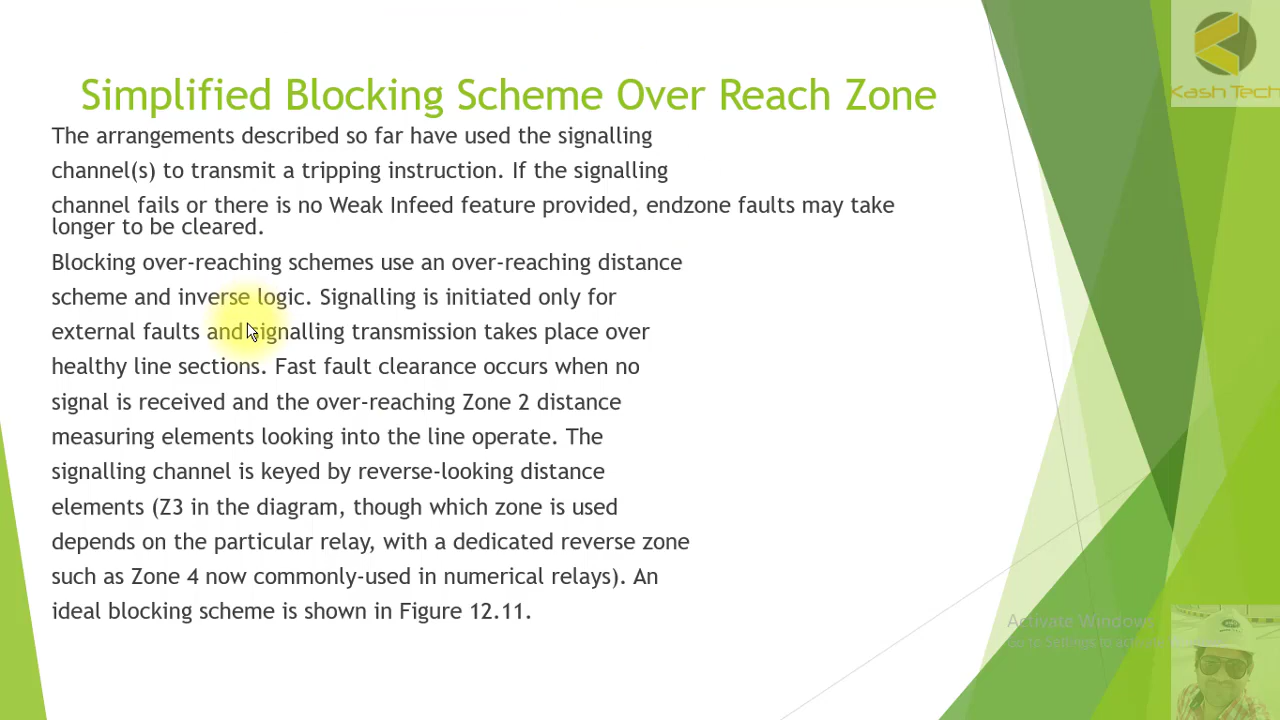 Simplified Blocking Scheme Over Reach Zone
The arrangements described so far have used the signalling
channel(s) to transmit a tripping instruction. If the signalling
channel fails or there is no Weak Infeed feature provided, endzone faults may take
longer to be cleared.
Blocking over-reaching schemes use an over-reaching distance
scheme and inverse logic. Signalling is initiated only for
external faults and signalling transmission takes place over
healthy line sections. Fast fault clearance occurs when no
signal is received and the over-reaching Zone 2 distance
measuring elements looking into the line operate. The
signalling channel is keyed by reverse-looking distance
elements (Z3 in the diagram, though which zone is used
depends on the particular relay, with a dedicated reverse zone
such as Zone 4 now commonly-used in numerical relays). An
ideal blocking scheme is shown in Figure 12.11.
Kash Tech
Activate Windows
Go to Settings to activate